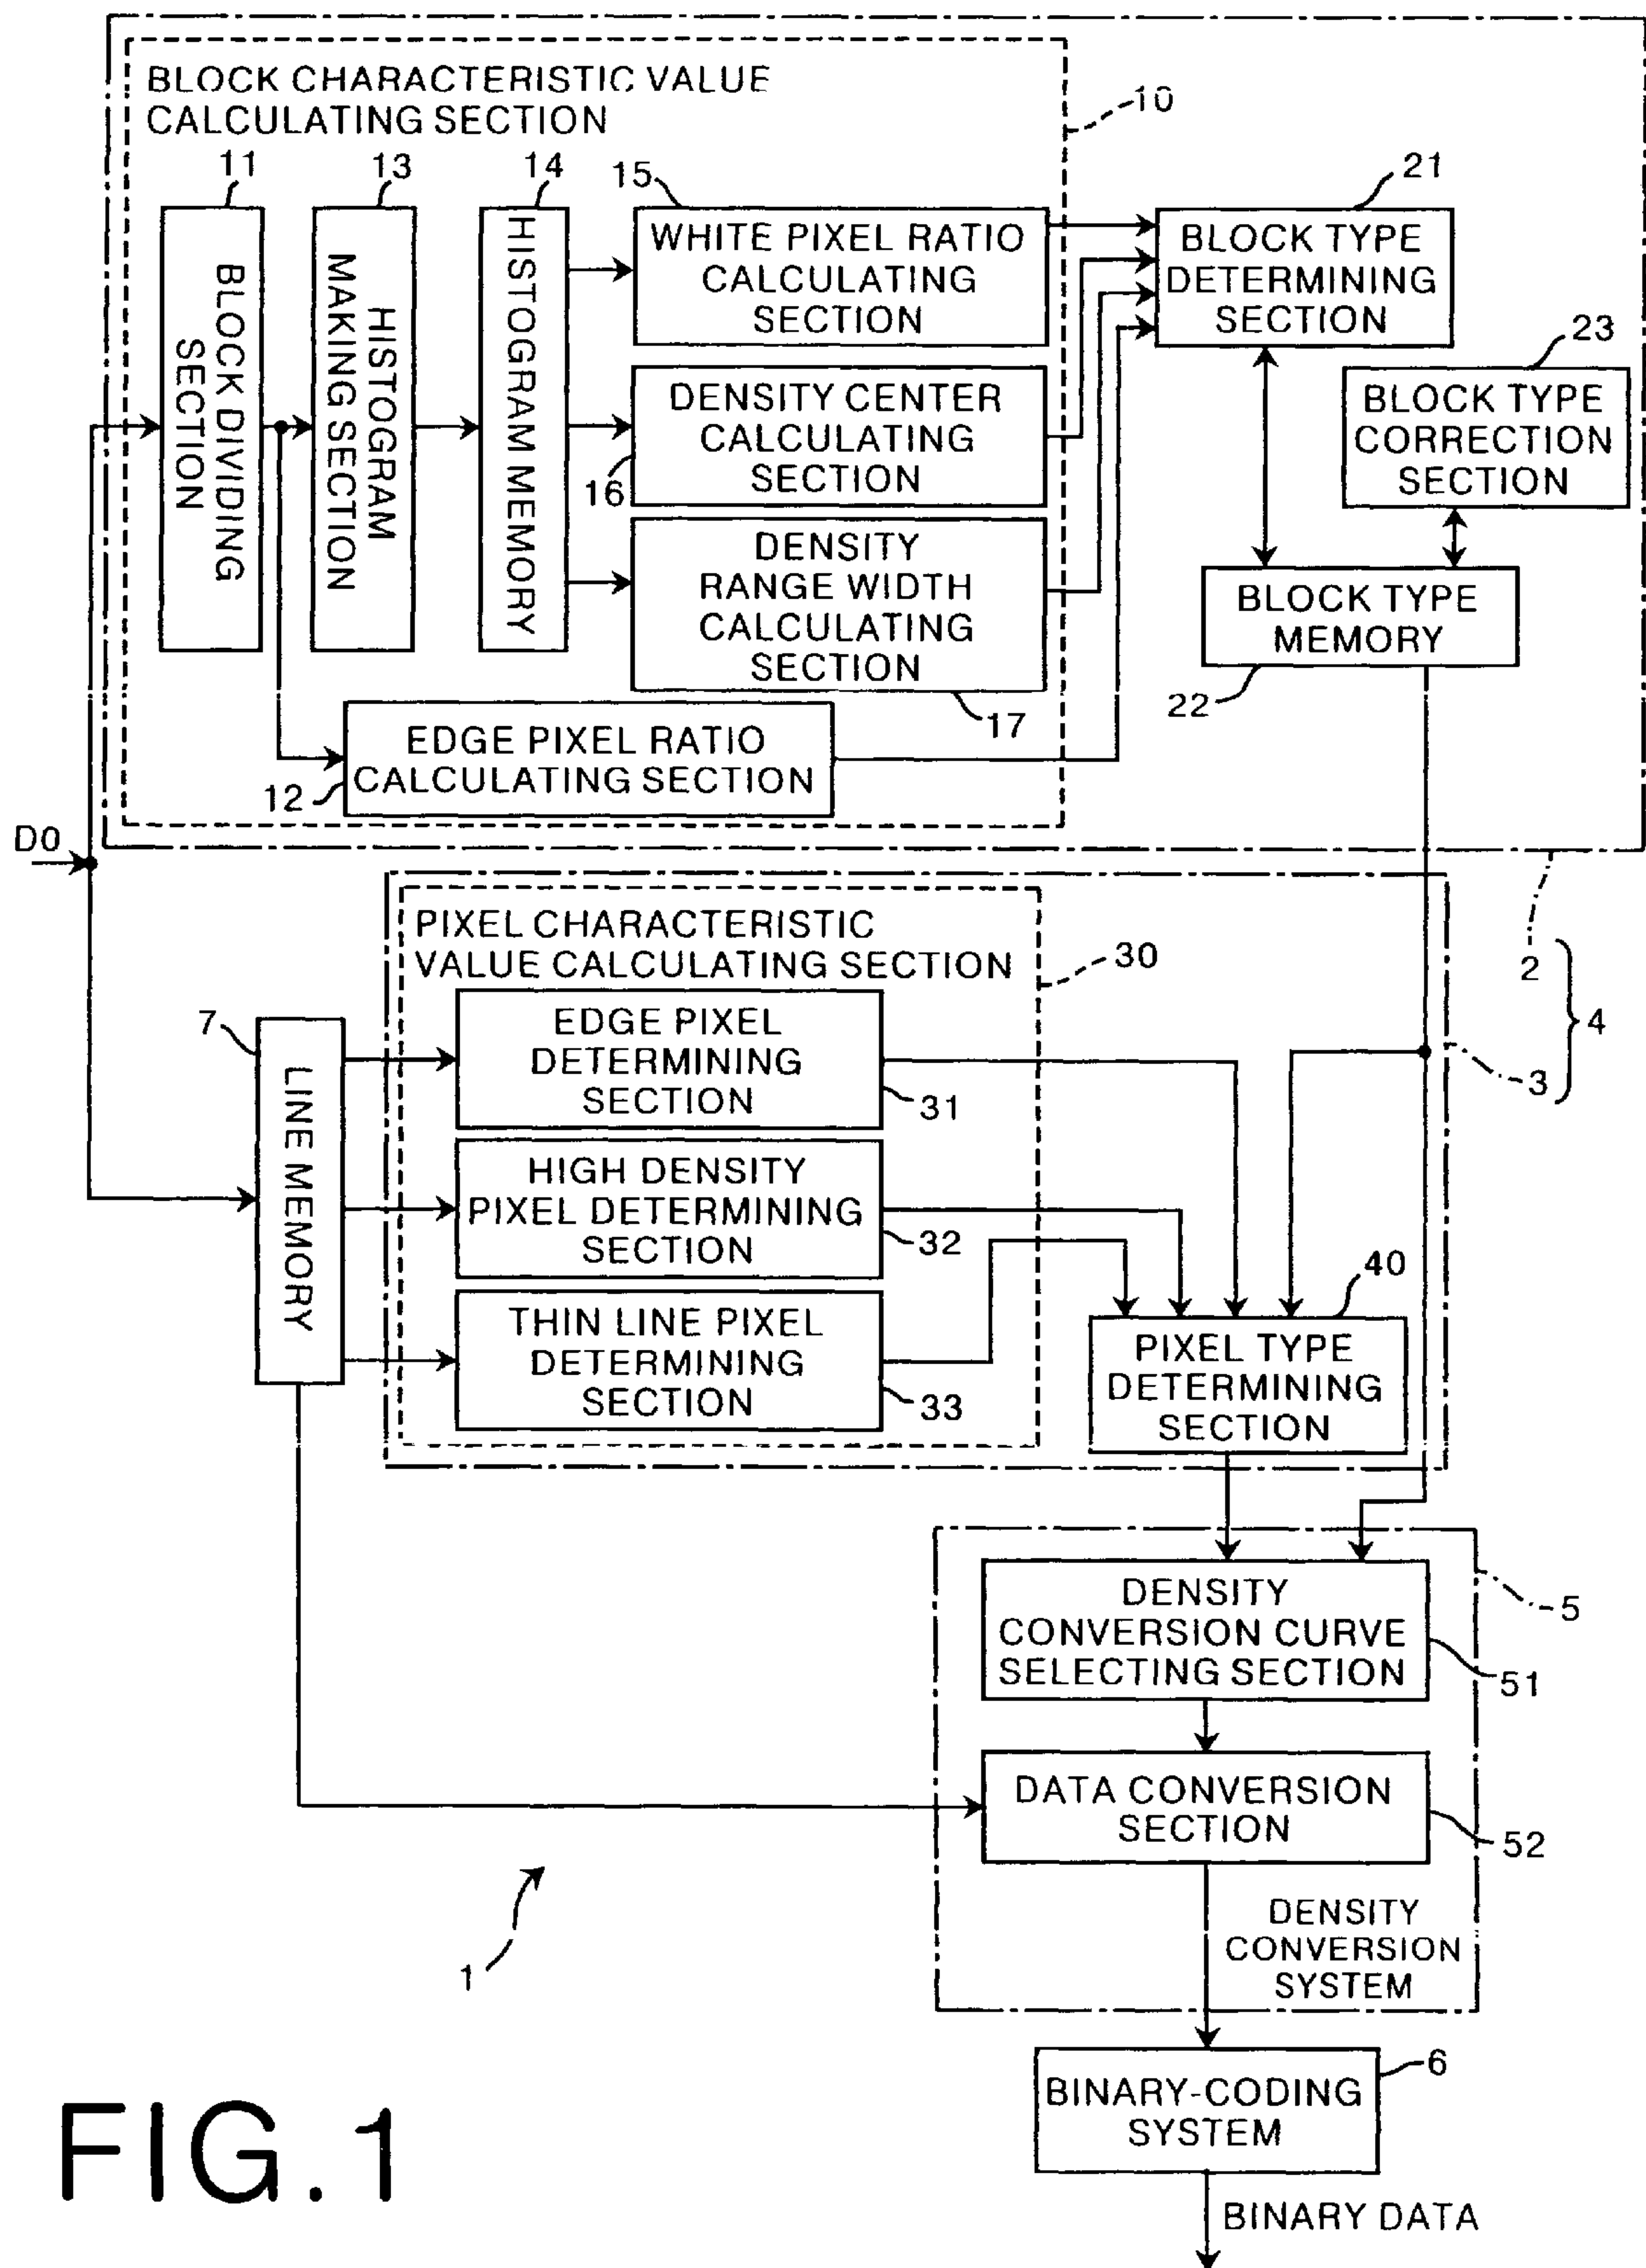 BLOCK CHARACTERISTIC VALUE
CALCULATING SECTION
10
11
13
14
15
21
BLOCK DIVIDING
SECTION
HISTOGRAM
MAKING SECTION
HISTOGRAM MEMORY
WHITE PIXEL RATIO
CALCULATING
SECTION
BLOCK TYPE
DETERMINING
SECTION
23
DENSITY CENTER
CALCULATING
SECTION
16
BLOCK TYPE
CORRECTION
SECTION
DENSITY
RANGE WIDTH
CALCULATING
SECTION
17
BLOCK TYPE
MEMORY
22
EDGE PIXEL RATIO
CALCULATING SECTION
12
D0
PIXEL CHARACTERISTIC
VALUE CALCULATING SECTION
30
2
4
3
7
LINE MEMORY
EDGE PIXEL
DETERMINING
SECTION
31
HIGH DENSITY
PIXEL DETERMINING
SECTION
32
THIN LINE PIXEL
DETERMINING
SECTION
33
40
PIXEL TYPE
DETERMINING
SECTION
DENSITY
CONVERSION CURVE
SELECTING SECTION
5
51
DATA CONVERSION
SECTION
52
DENSITY
CONVERSION
SYSTEM
1
6
BINARY-CODING
SYSTEM
BINARY DATA
FIG.1